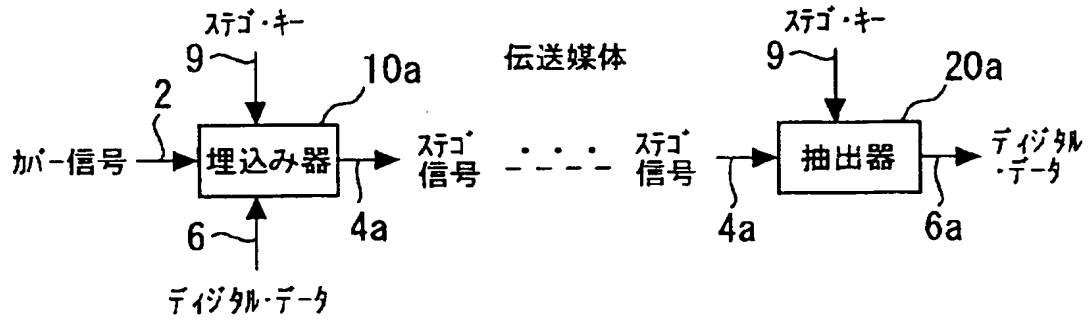 ステゴ・キー
9
10a
2
カバー信号
埋込み器
ステゴ
信号
4a
6
ディジタル・データ
伝送媒体
・・・
ステゴ
信号
ステゴ・キー
9
20a
抽出器
4a
6a
ディジタル
・データ